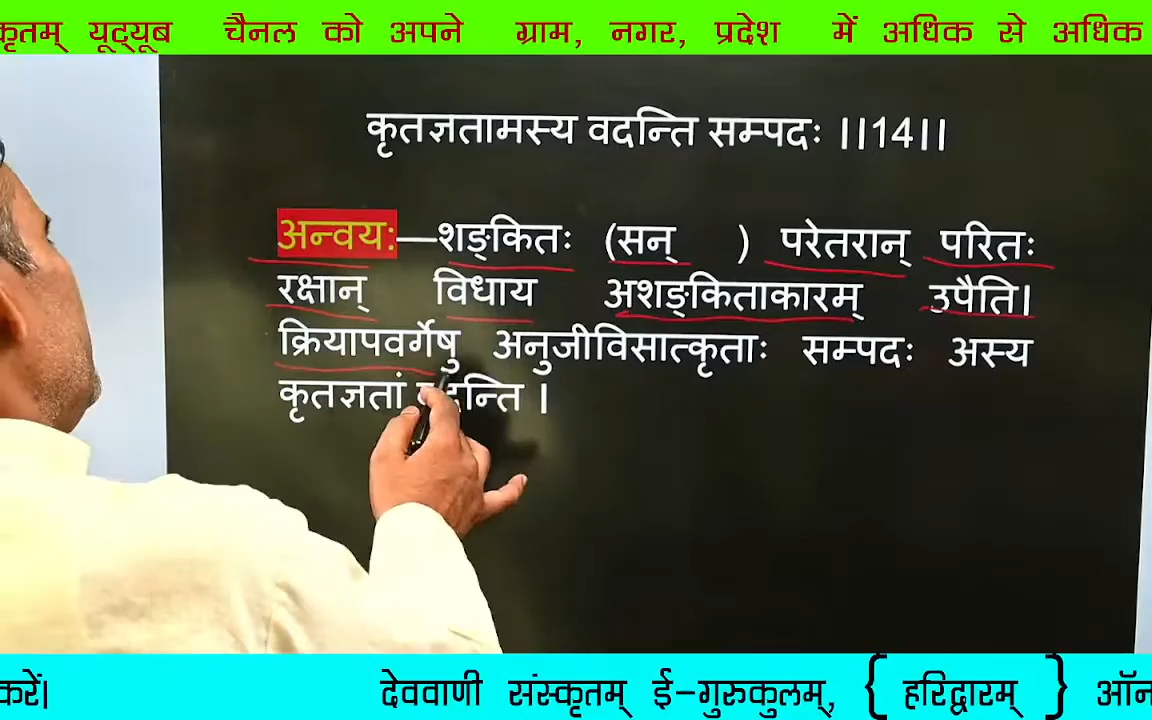 कृतम् यूट्यूब चैनल को अपने ग्राम, नगर, प्रदेश में अधिक से अधिक
कृतज्ञतामस्य वदन्ति सम्पदः ।।14।।
अन्वय:—शङ्कितः (सन् ) परेतरान् परितः
रक्षान् विधाय अशङ्किताकारम् उपैति।
क्रियापवर्गेषु अनुजीविसात्कृताः सम्पदः अस्य
कृतज्ञतां वदन्ति ।
करें। देववाणी संस्कृतम् ई-गुरुकुलम्, { हरिद्वारम् }